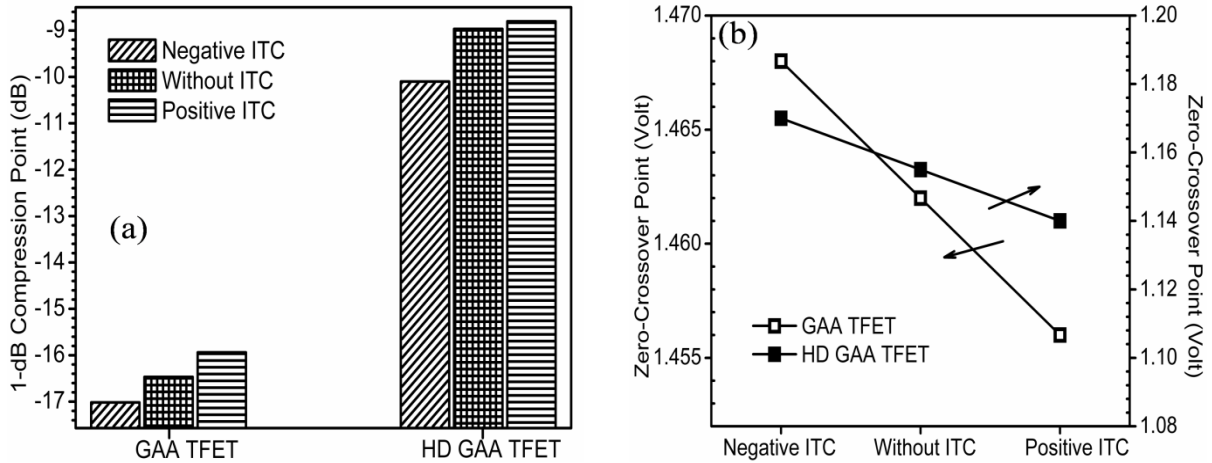 (a)
1-dB Compression Point (dB)
-9
-10
-11
-12
-13
-14
-15
-16
-17
Negative ITC
Without ITC
Positive ITC
GAA TFET
HD GAA TFET
(b)
Zero-Crossover Point (Volt)
1.470
1.465
1.460
1.455
GAA TFET
HD GAA TFET
Negative ITC
Without ITC
Positive ITC
1.20
1.18
1.16
1.14
1.12
1.10
1.08
Zero-Crossover Point (Volt)